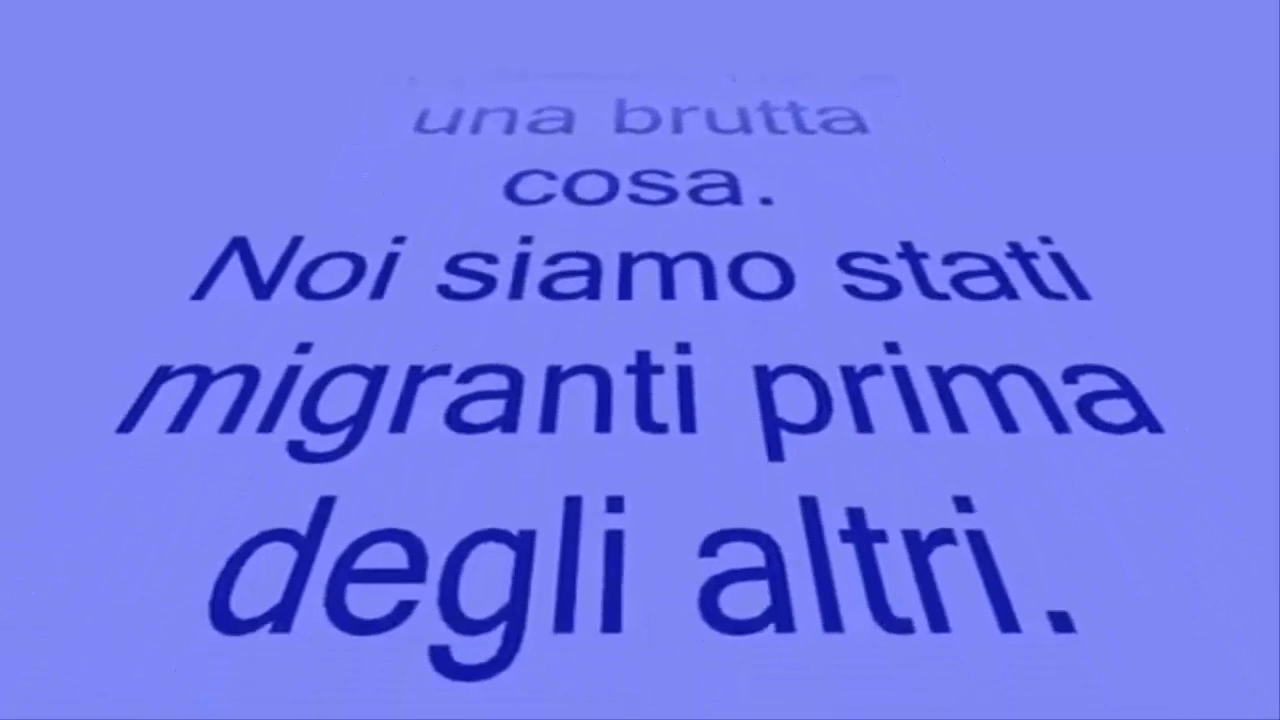 una brutta
cosa.
Noi siamo stati
migranti prima
degli altri.